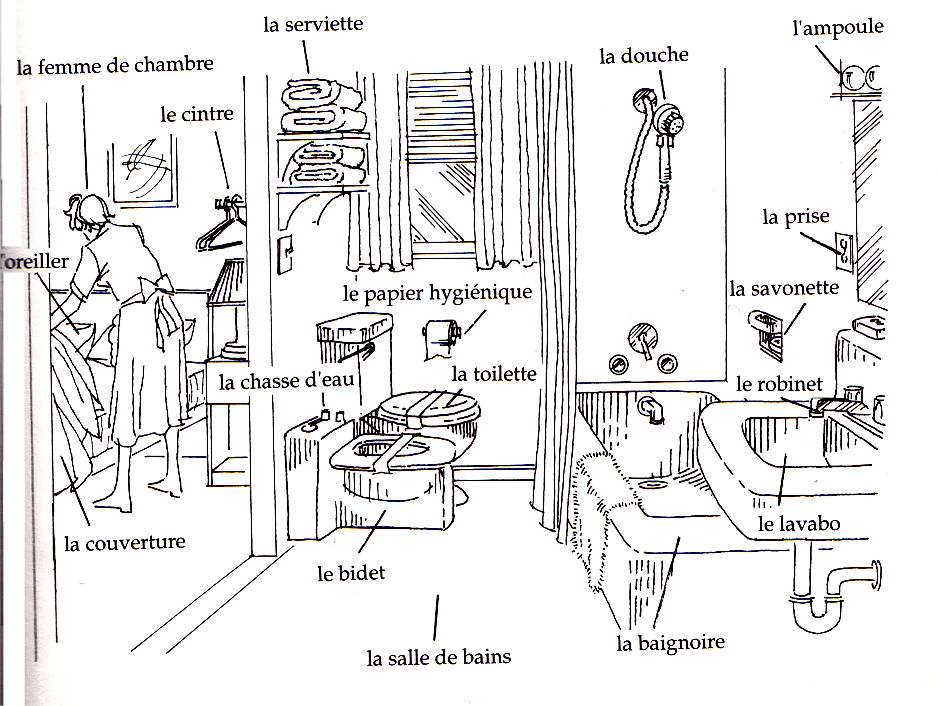 la serviette
l'ampoule
la douche
la femme de chambre
le cintre
la prise
l'oreiller
la savonette
le papier hygiénique
la chasse d'eau
la toilette
le robinet
le lavabo
la couverture
le bidet
la baignoire
la salle de bains